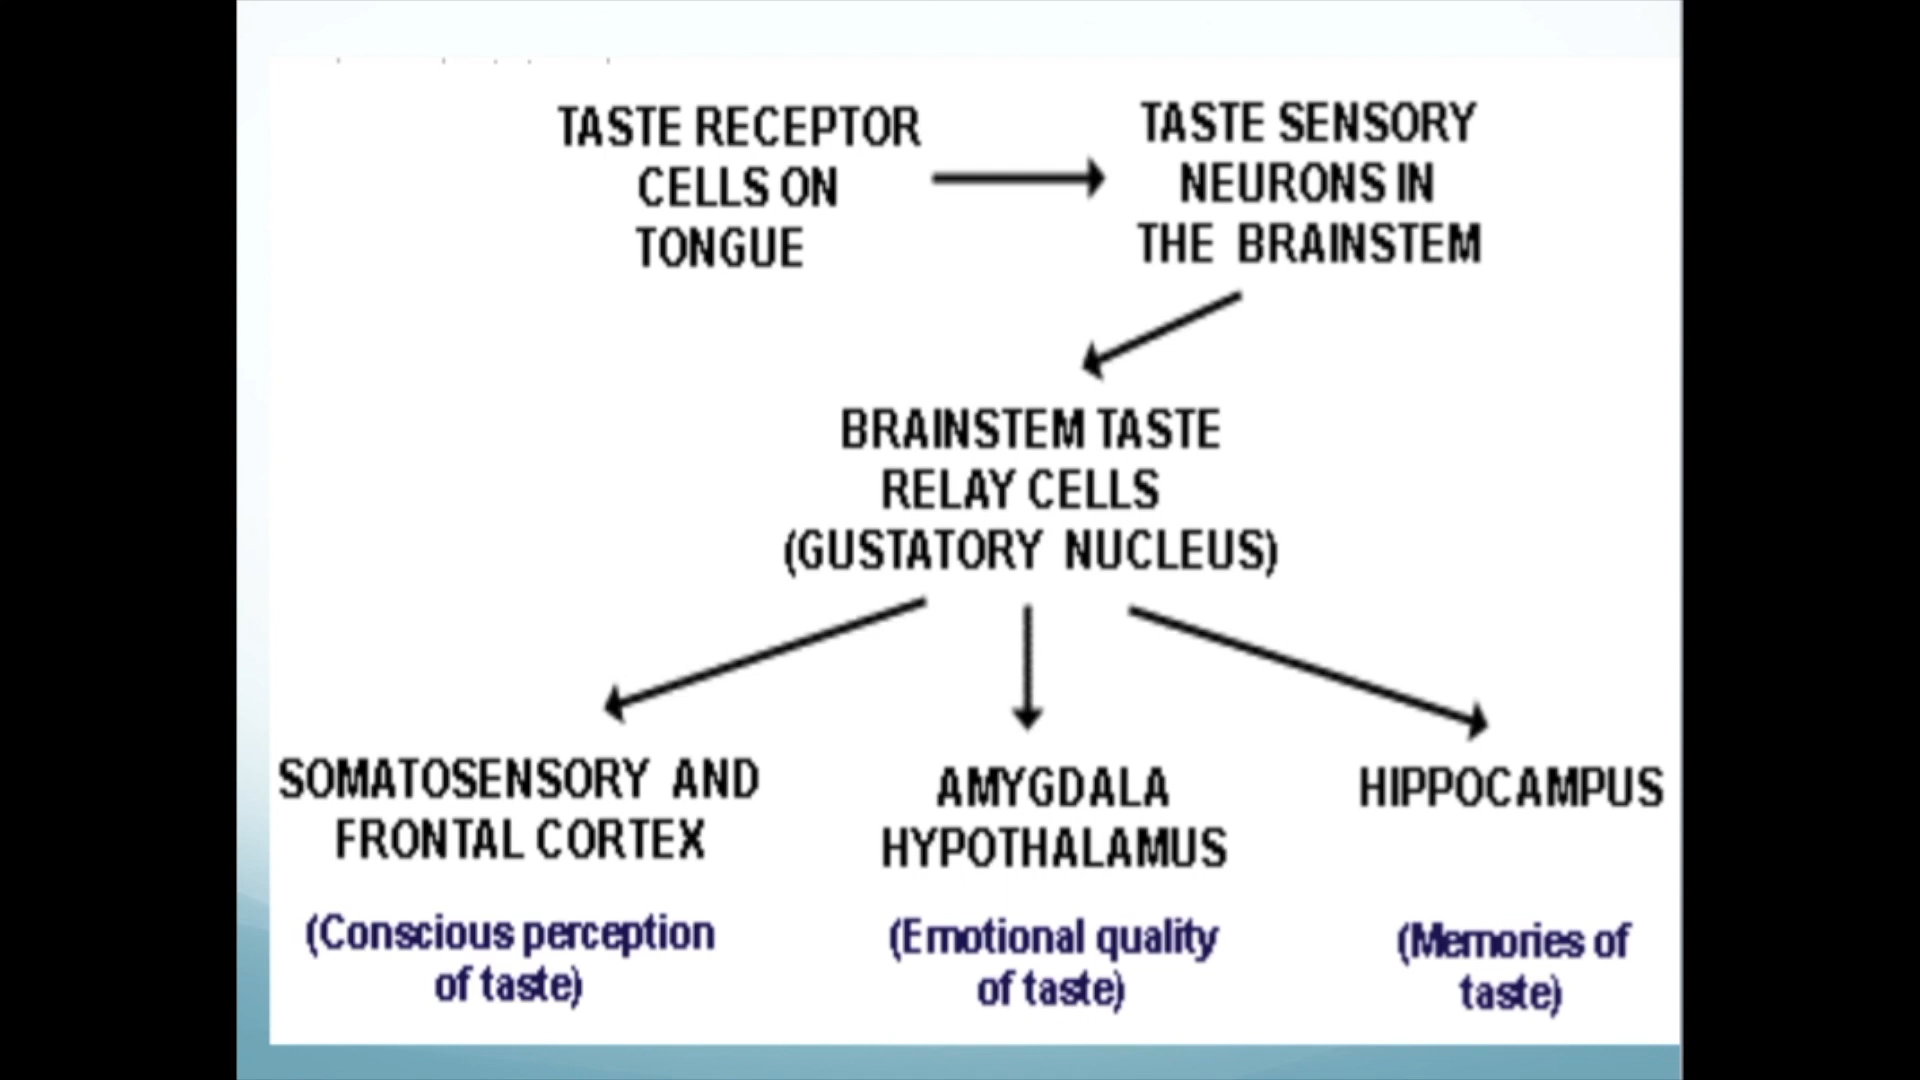 TASTE RECEPTOR
CELLS ON
TONGUE
TASTE SENSORY
NEURONS IN
THE BRAINSTEM
BRAINSTEM TASTE
RELAY CELLS
(GUSTATORY NUCLEUS)
SOMATOSENSORY AND
FRONTAL CORTEX
(Conscious perception
of taste)
AMYGDALA
HYPOTHALAMUS
(Emotional quality
of taste)
HIPPOCAMPUS
(Memories of
taste)